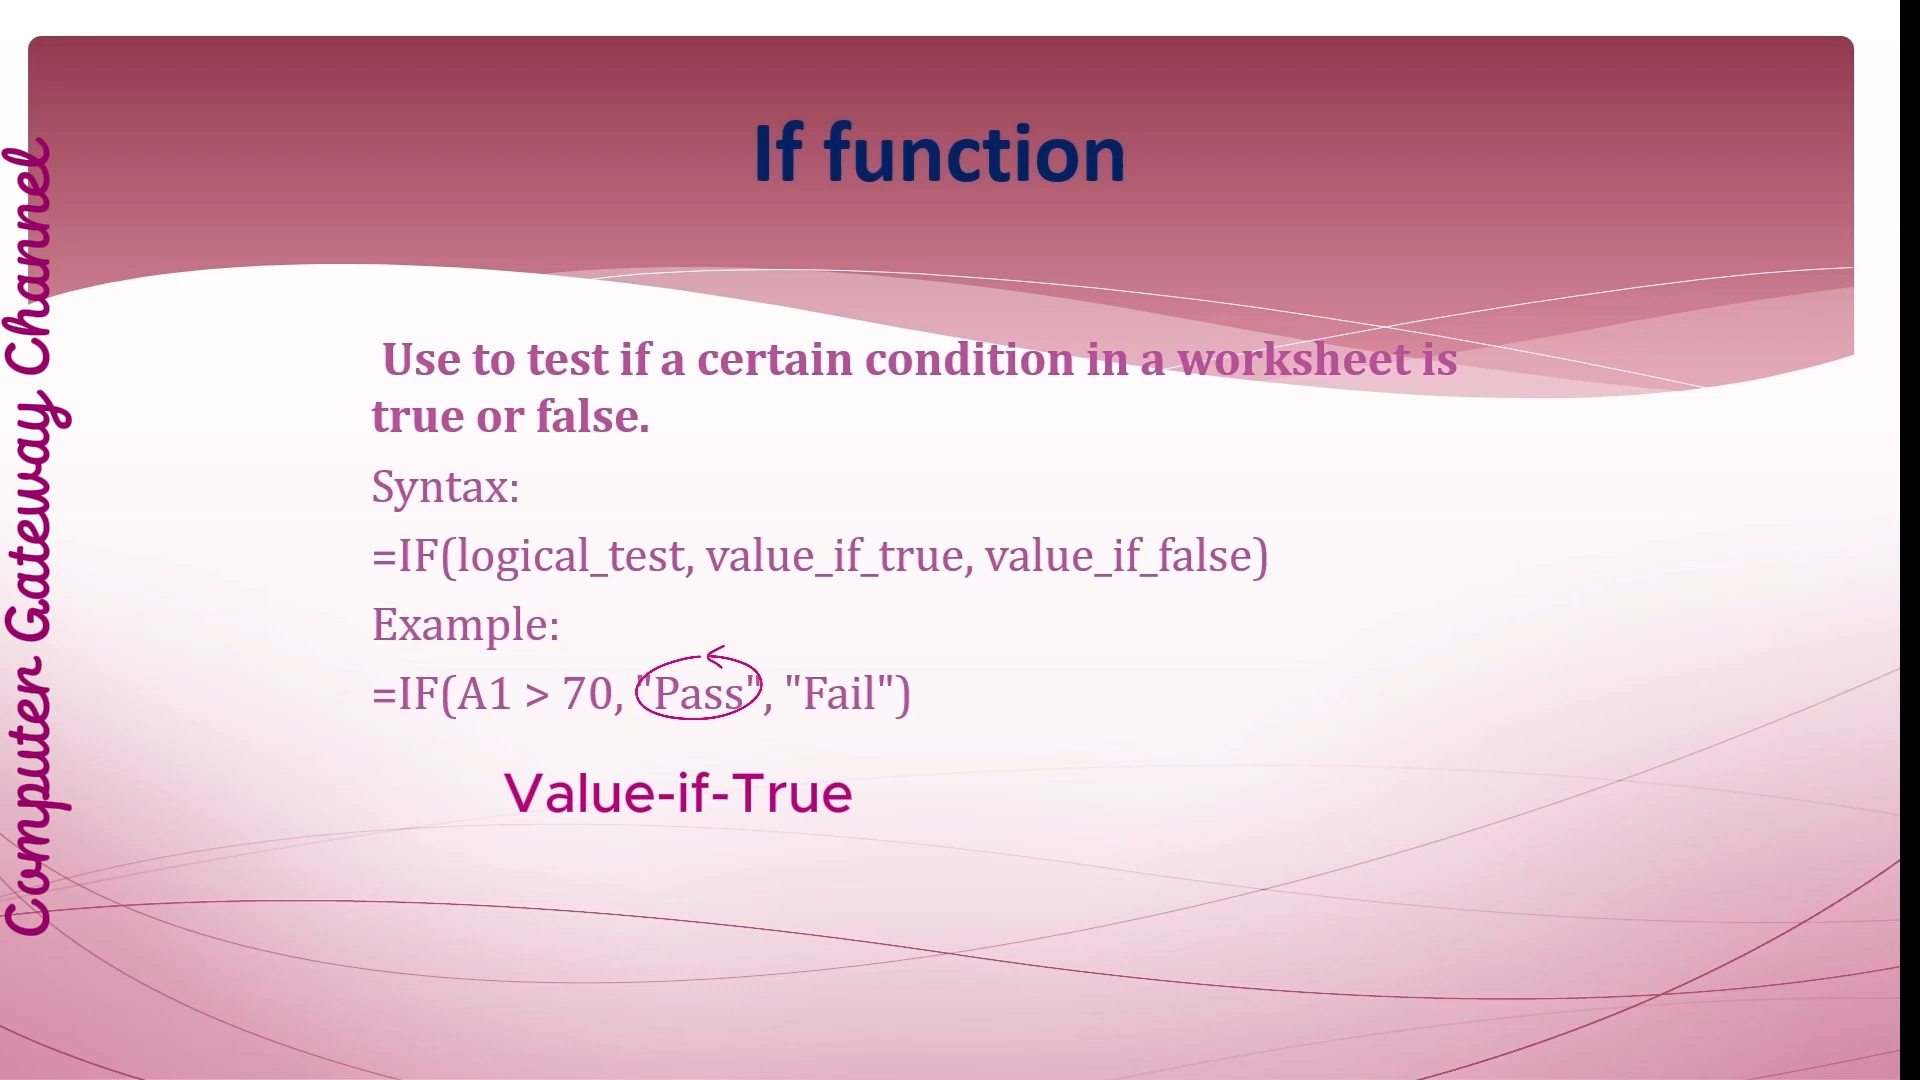 If function
Use to test if a certain condition in a worksheet is
true or false.
Syntax:
=IF(logical_test, value_if_true, value_if_false)
Example:
=IF(A1 > 70, "Pass", "Fail")
Value-if-True
Computer Gateway Channel